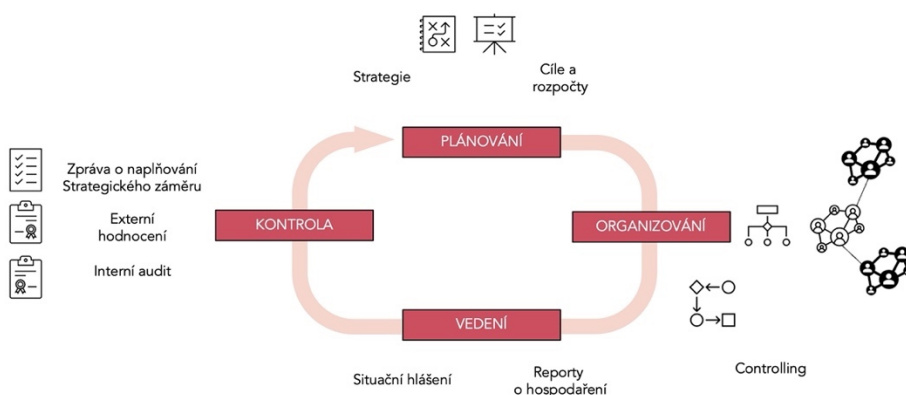 Strategie
Cíle a
rozpočty
PLÁNOVÁNÍ
Zpráva o naplňování
Strategického záměru
Externí
hodnocení
Interní audit
KONTROLA
ORGANIZOVÁNÍ
VEDENÍ
Situační hlášení
Reporty
o hospodaření
Controlling